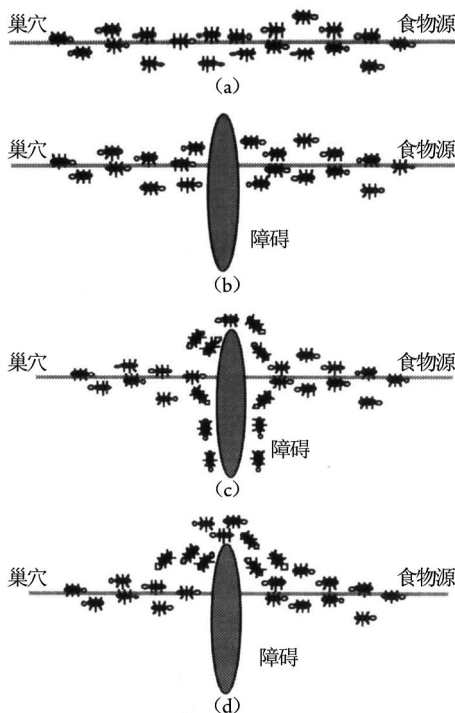 巢穴 食物源
(a)
巢穴 食物源
障碍
(b)
巢穴 食物源
障碍
(c)
巢穴 食物源
障碍
(d)